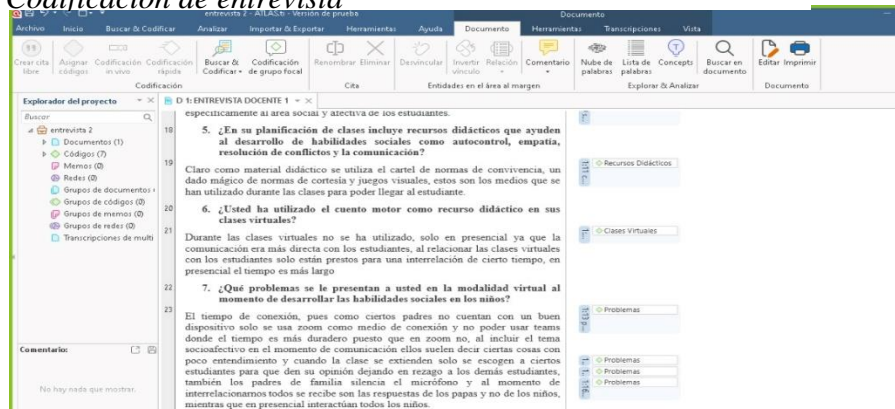 Codificación de entrevista
entrevista 2 - ATLAS.ti - Versión de prueba
Documento
Archivo Inicio Buscar & Codificar Analizar Importar & Exportar Herramientas Ayuda Documento Herramientas Transcripciones Vista
Crear cita libre
Asignar códigos
Codificación in vivo
Codificación rápida
Buscar & Codificar
Codificación de grupo focal
Renombrar Eliminar
Desvincular
Invertir vínculo
Relación
Comentario
Nube de palabras
Lista de palabras
Concepts
Buscar en documento
Editar Imprimir
Codificación
Cita
Entidades en el área al margen
Explorar & Analizar
Documento
Explorador del proyecto
Buscar
entrevista 2
Documentos (1)
Códigos (7)
Memos (0)
Redes (0)
Grupos de documentos
Grupos de códigos (0)
Grupos de memos (0)
Grupos de redes (0)
Transcripciones de multi
Comentario:
No hay nada que mostrar.
D 1: ENTREVISTA DOCENTE 1
específicamente al área social y afectiva de los estudiantes.
18
5. ¿En su planificación de clases incluye recursos didácticos que ayuden
al desarrollo de habilidades sociales como autocontrol, empatía,
resolución de conflictos y la comunicación?
19
Claro como material didáctico se utiliza el cartel de normas de convivencia, un
dado mágico de normas de cortesía y juegos visuales, estos son los medios que se
han utilizado durante las clases para poder llegar al estudiante.
20
6. ¿Usted ha utilizado el cuento motor como recurso didáctico en sus
clases virtuales?
21
Durante las clases virtuales no se ha utilizado, solo en presencial ya que la
comunicación era más directa con los estudiantes, al relacionar las clases virtuales
con los estudiantes solo están prestos para una interrelación de cierto tiempo, en
presencial el tiempo es más largo
22
7. ¿Qué problemas se le presentan a usted en la modalidad virtual al
momento de desarrollar las habilidades sociales en los niños?
23
El tiempo de conexión, pues como ciertos padres no cuentan con un buen
dispositivo solo se usa zoom como medio de conexión y no poder usar teams
donde el tiempo es más duradero puesto que en zoom no, al incluir el tema
socioafectivo en el momento de comunicación ellos suelen decir ciertas cosas con
poco entendimiento y cuando la clase se extienden solo se escogen a ciertos
estudiantes para que den su opinión dejando en rezago a los demás estudiantes,
también los padres de familia silencia el micrófono y al momento de
interrelacionarnos todos se recibe son las respuestas de los papas y no de los niños,
mientras que en presencial interactúan todos los niños.
Recursos Didácticos
Clases Virtuales
Problemas
Problemas
Problemas
Problemas